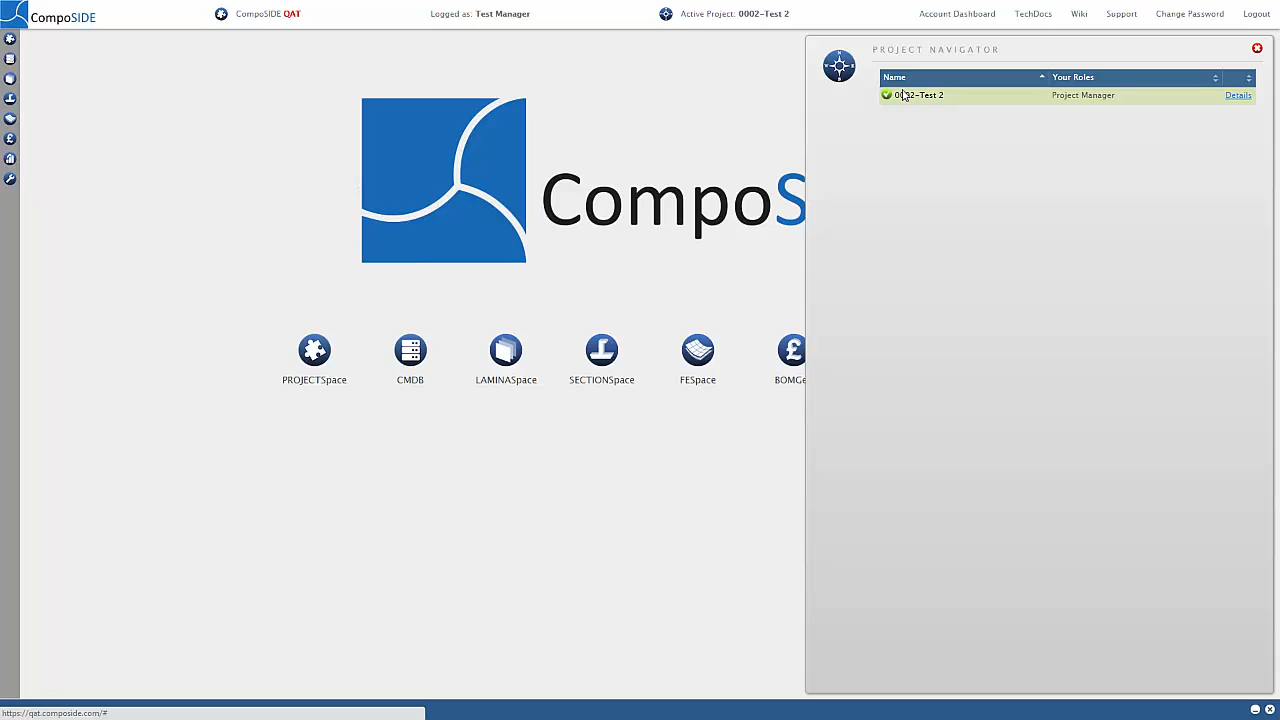 CompoSIDE
CompoSIDE QAT
Logged as: Test Manager
Active Project: 0002-Test 2
Account Dashboard
TechDocs
Wiki
Support
Change Password
Logout
PROJECT NAVIGATOR
Name
Your Roles
0002-Test 2
Project Manager
Details
CompoS
PROJECTSpace
CMDB
LAMINASpace
SECTIONSpace
FESpace
BOMGe
https://qat.composide.com/#